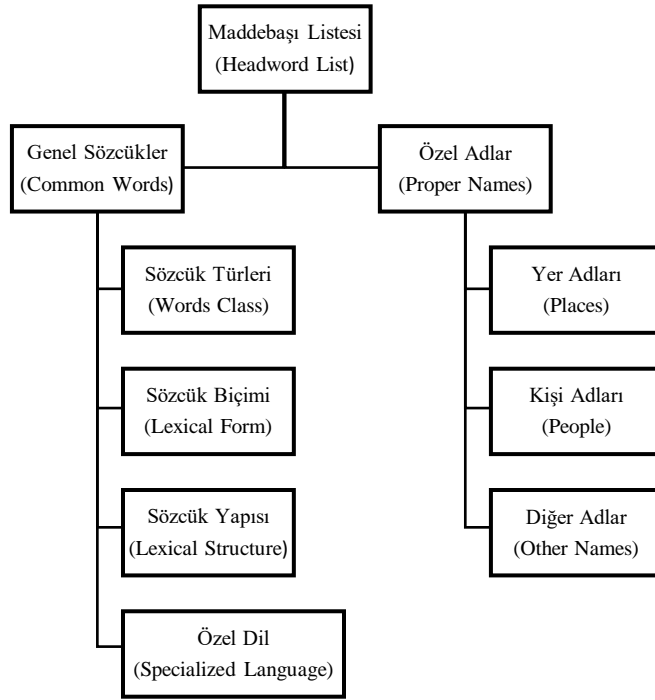 Maddebaşı Listesi
(Headword List)
Genel Sözcükler
(Common Words)
Özel Adlar
(Proper Names)
Sözcük Türleri
(Words Class)
Yer Adları
(Places)
Sözcük Biçimi
(Lexical Form)
Kişi Adları
(People)
Sözcük Yapısı
(Lexical Structure)
Diğer Adlar
(Other Names)
Özel Dil
(Specialized Language)